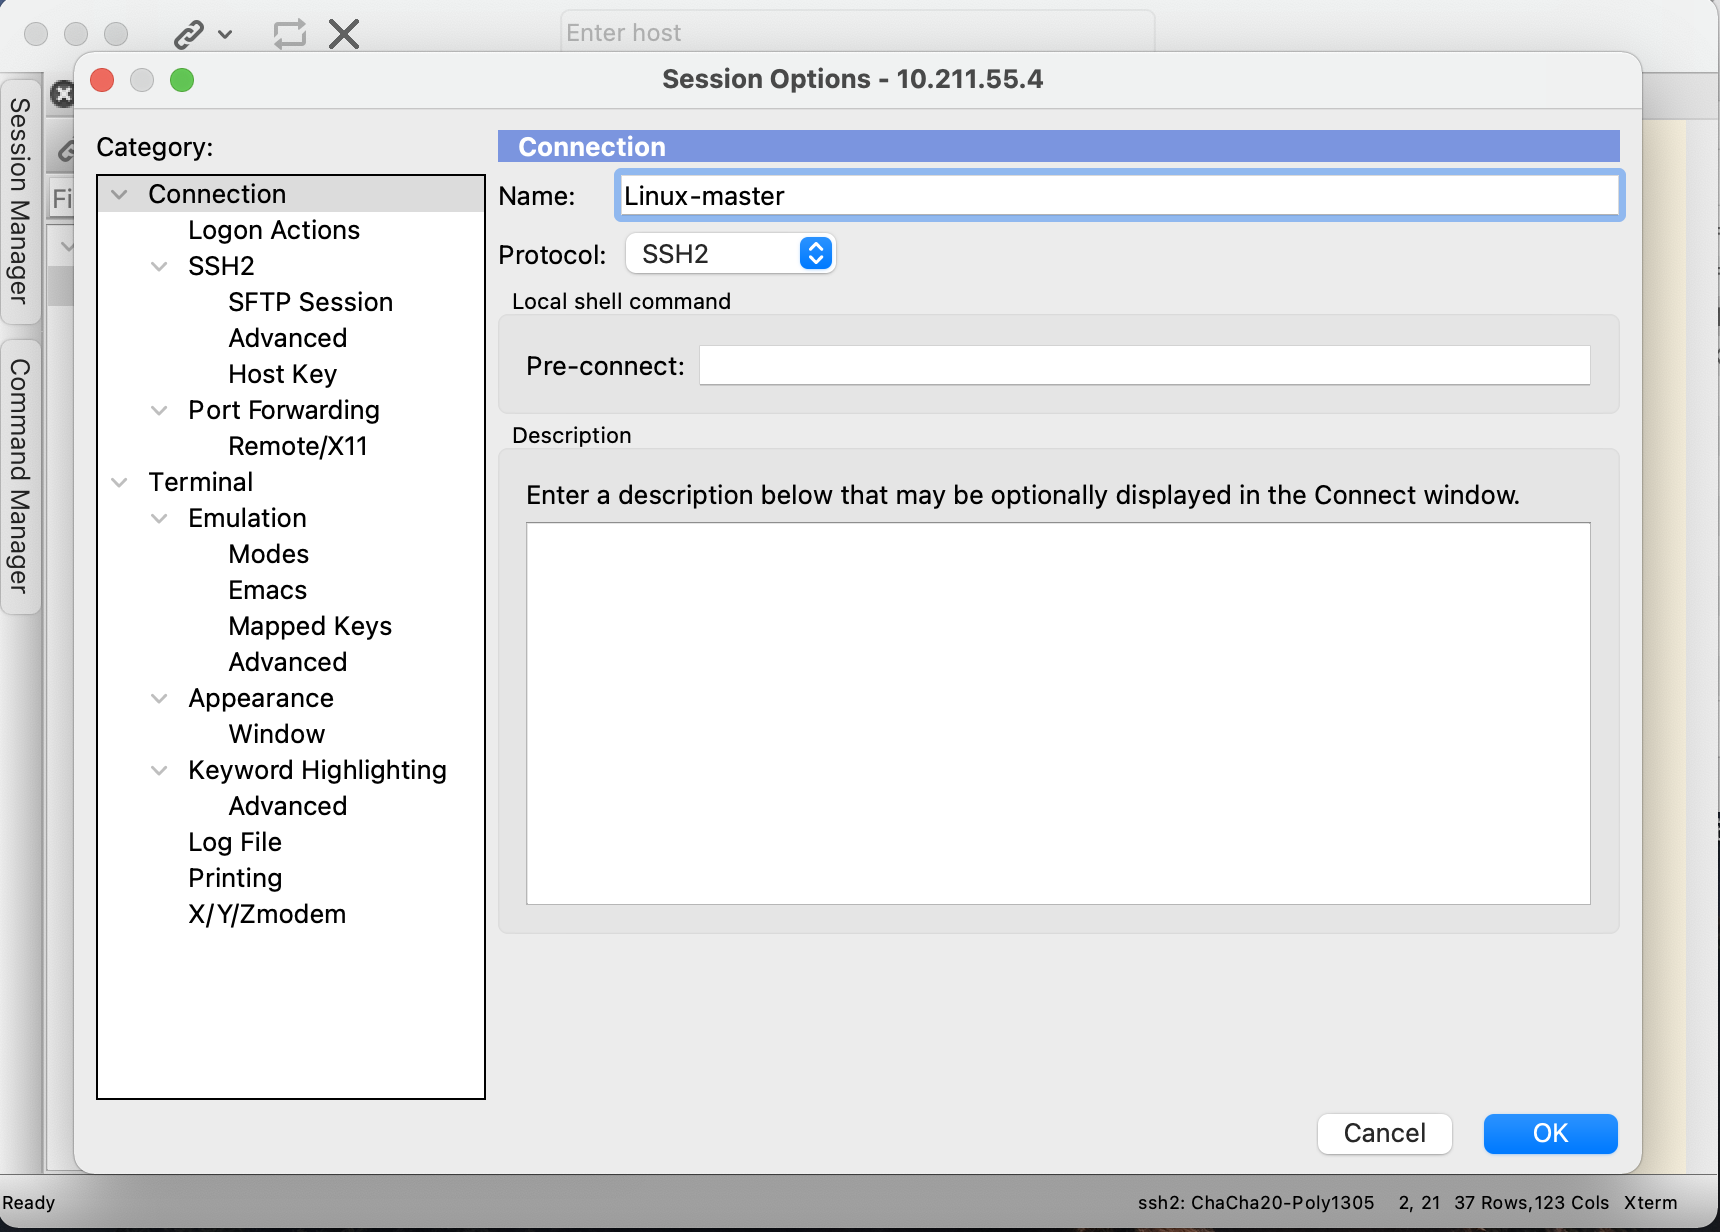 Enter host
Session Options - 10.211.55.4
Session Manager
Command Manager
Fi
Category:
Connection
Logon Actions
SSH2
SFTP Session
Advanced
Host Key
Port Forwarding
Remote/X11
Terminal
Emulation
Modes
Emacs
Mapped Keys
Advanced
Appearance
Window
Keyword Highlighting
Advanced
Log File
Printing
X/Y/Zmodem
Connection
Name: Linux-master
Protocol: SSH2
Local shell command
Pre-connect:
Description
Enter a description below that may be optionally displayed in the Connect window.
Cancel OK
Ready ssh2: ChaCha20-Poly1305 2, 21 37 Rows,123 Cols Xterm